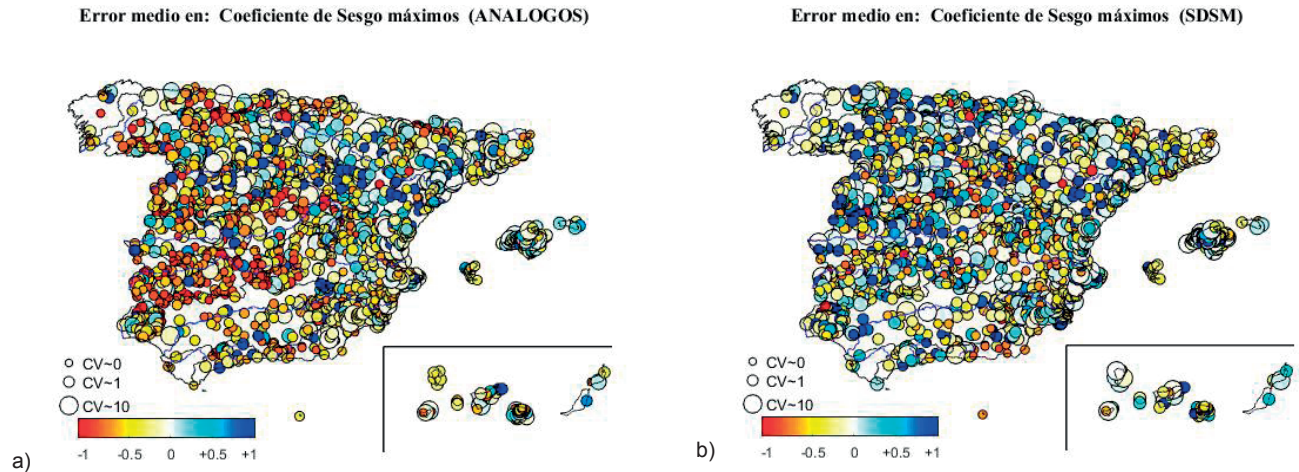 Error medio en: Coeficiente de Sesgo máximos (ANALOGOS)
CV~0
CV~1
CV~10
-1 -0.5 0 +0.5 +1
a)
Error medio en: Coeficiente de Sesgo máximos (SDSM)
CV~0
CV~1
CV~10
-1 -0.5 0 +0.5 +1
b)